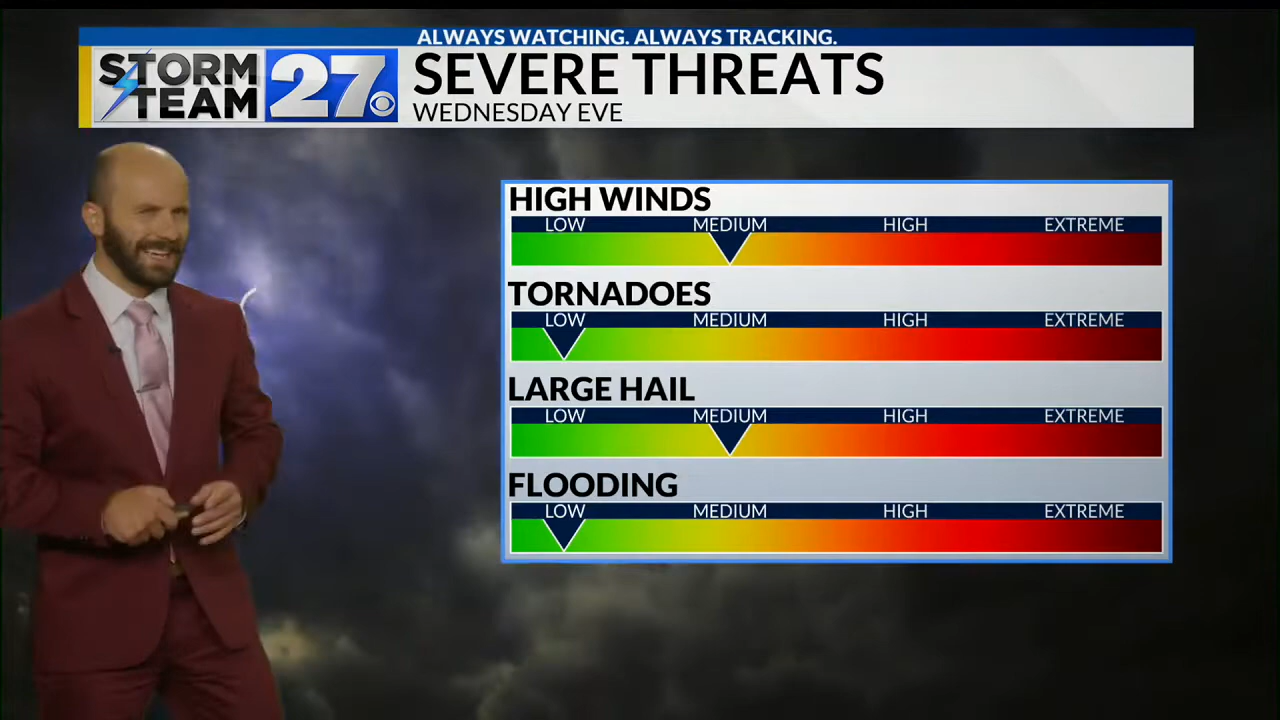 ALWAYS WATCHING. ALWAYS TRACKING.
STORM TEAM 27
SEVERE THREATS
WEDNESDAY EVE
HIGH WINDS
LOW MEDIUM HIGH EXTREME
TORNADOES
LOW MEDIUM HIGH EXTREME
LARGE HAIL
LOW MEDIUM HIGH EXTREME
FLOODING
LOW MEDIUM HIGH EXTREME